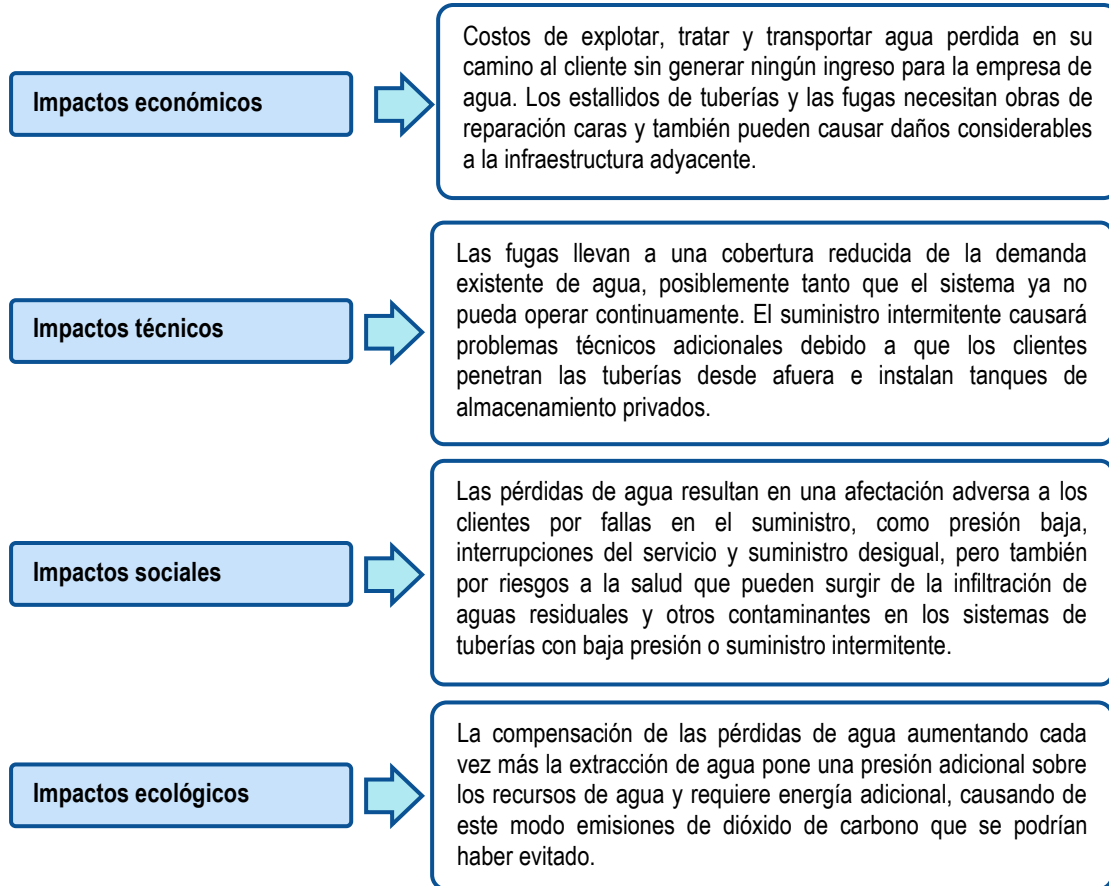 Impactos económicos
Costos de explotar, tratar y transportar agua perdida en su
camino al cliente sin generar ningún ingreso para la empresa de
agua. Los estallidos de tuberías y las fugas necesitan obras de
reparación caras y también pueden causar daños considerables
a la infraestructura adyacente.
Impactos técnicos
Las fugas llevan a una cobertura reducida de la demanda
existente de agua, posiblemente tanto que el sistema ya no
pueda operar continuamente. El suministro intermitente causará
problemas técnicos adicionales debido a que los clientes
penetran las tuberías desde afuera e instalan tanques de
almacenamiento privados.
Impactos sociales
Las pérdidas de agua resultan en una afectación adversa a los
clientes por fallas en el suministro, como presión baja,
interrupciones del servicio y suministro desigual, pero también
por riesgos a la salud que pueden surgir de la infiltración de
aguas residuales y otros contaminantes en los sistemas de
tuberías con baja presión o suministro intermitente.
Impactos ecológicos
La compensación de las pérdidas de agua aumentando cada
vez más la extracción de agua pone una presión adicional sobre
los recursos de agua y requiere energía adicional, causando de
este modo emisiones de dióxido de carbono que se podrían
haber evitado.